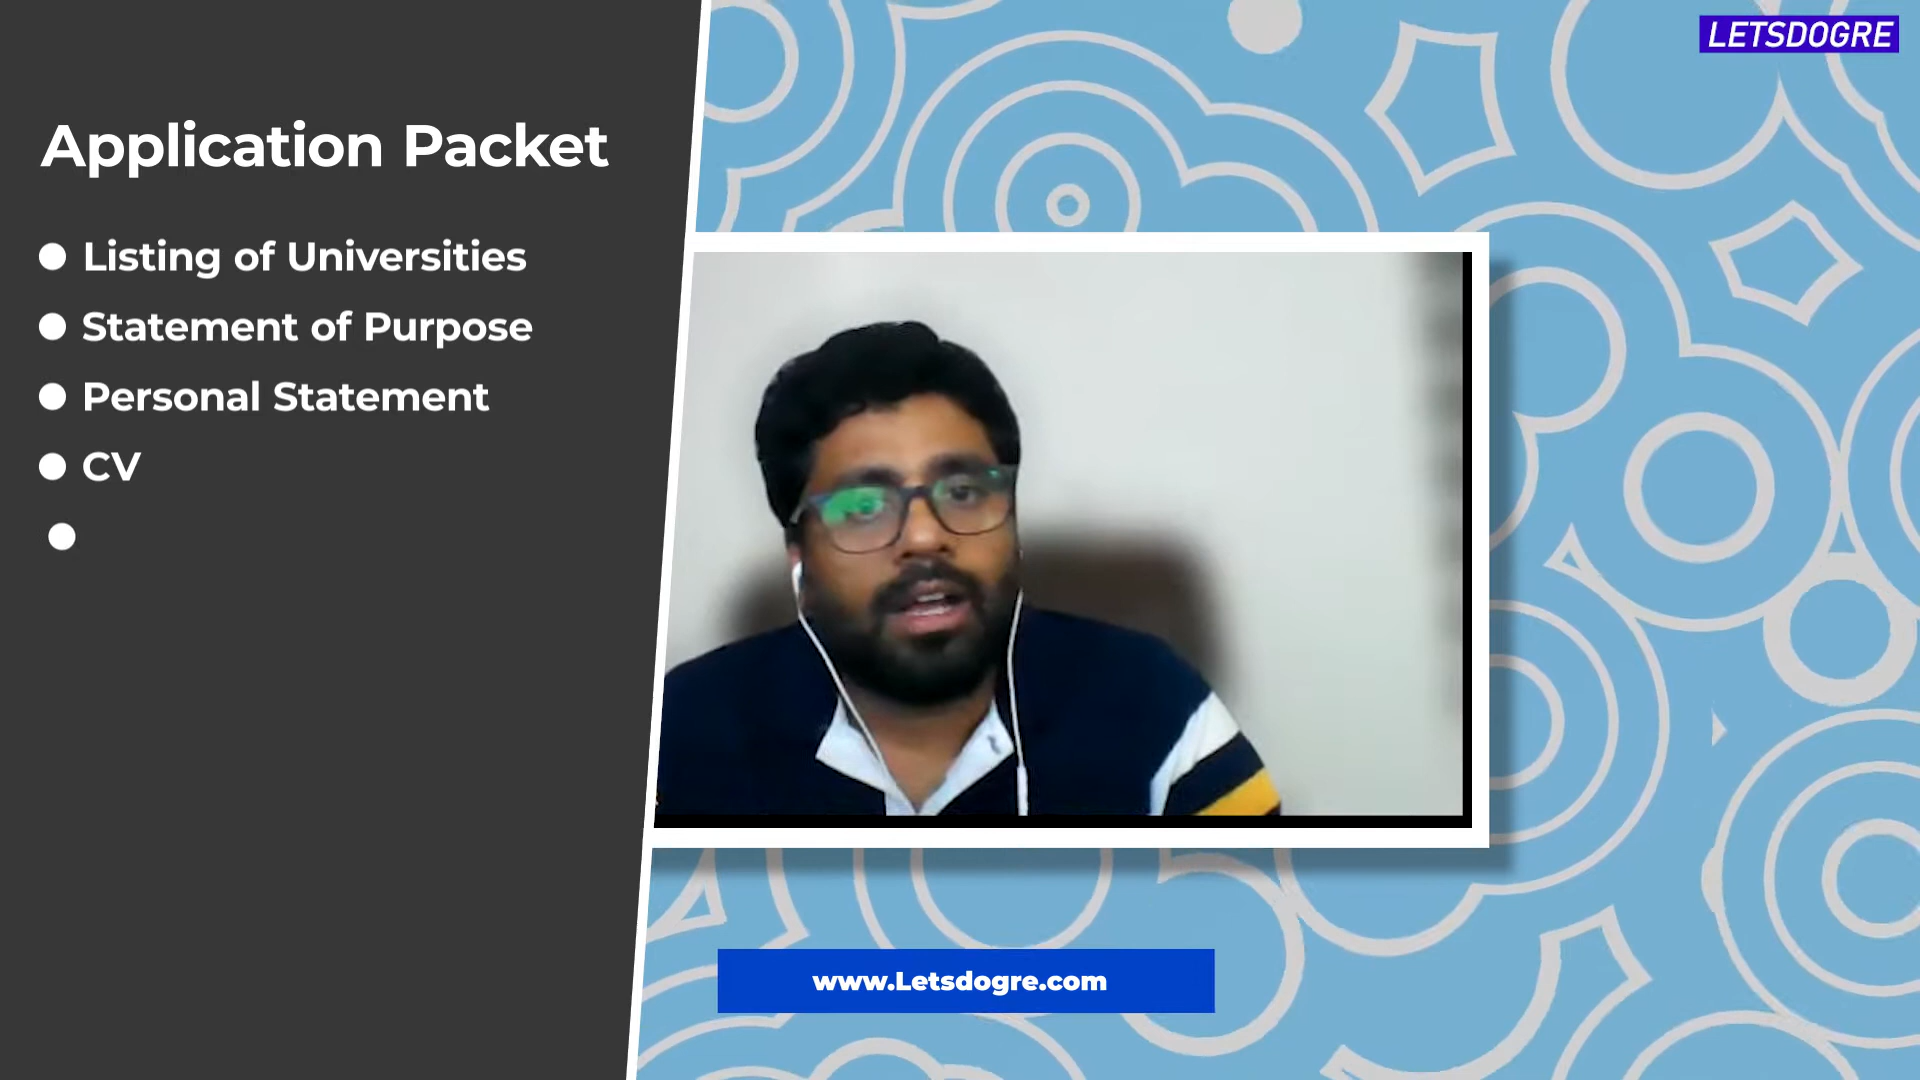 LETSDOGRE
Application Packet
Listing of Universities
Statement of Purpose
Personal Statement
CV
www.Letsdogre.com